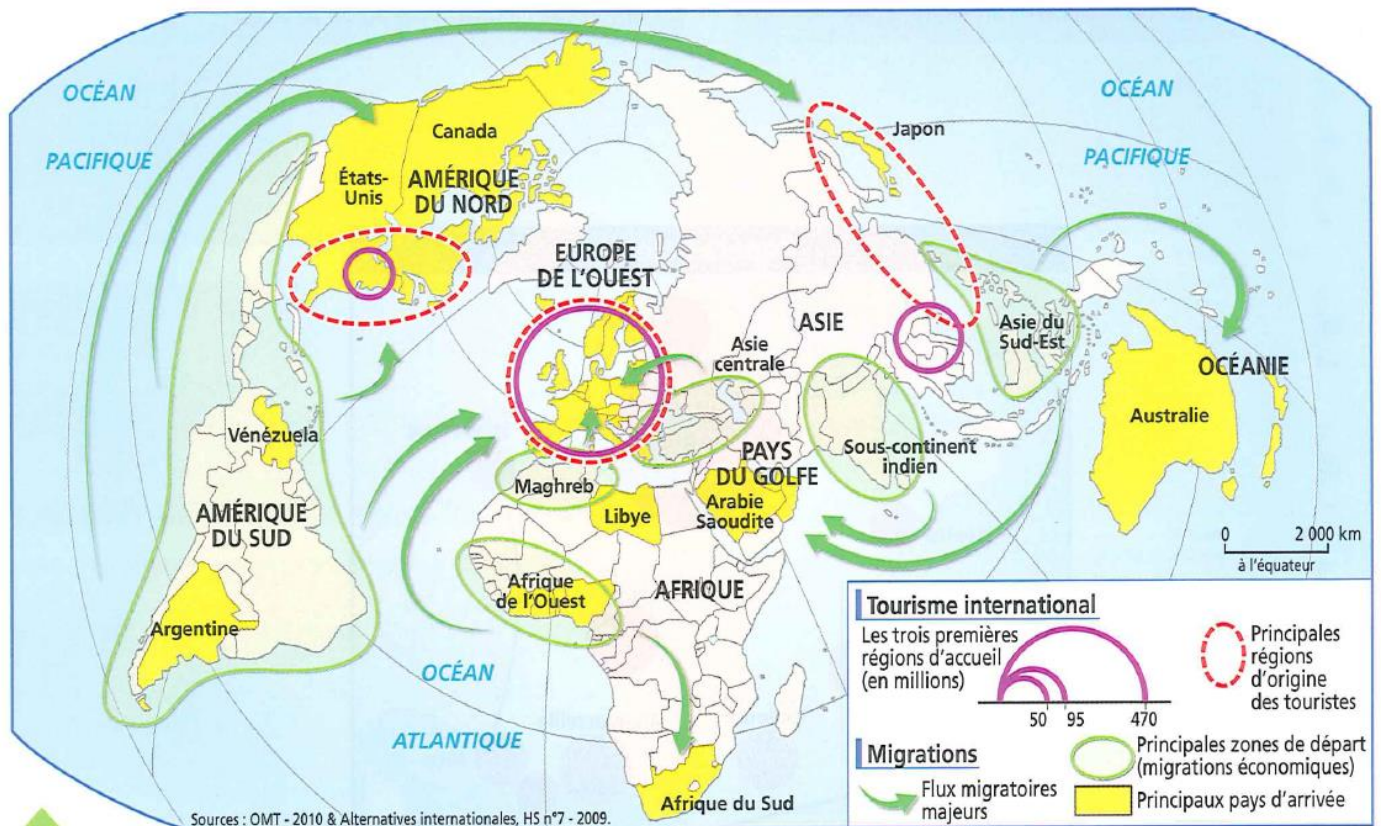 OCÉAN
PACIFIQUE
Canada
États-
Unis
AMÉRIQUE
DU NORD
EUROPE
DE L'OUEST
Japon
OCÉAN
PACIFIQUE
ASIE
Asie
centrale
Asie du
Sud-Est
OCÉANIE
Australie
Vénézuela
AMÉRIQUE
DU SUD
Argentine
Maghreb
Libye
PAYS
DU GOLFE
Arabie
Saoudite
Sous-continent
indien
Afrique
de l'Ouest
AFRIQUE
OCÉAN
ATLANTIQUE
Afrique du Sud
0 2 000 km
à l'équateur
Tourisme international
Les trois premières
régions d'accueil
(en millions)
50 95 470
Principales
régions
d'origine
des touristes
Migrations
Flux migratoires
majeurs
Principales zones de départ
(migrations économiques)
Principaux pays d'arrivée
Sources : OMT - 2010 & Alternatives internationales, HS n°7 - 2009.